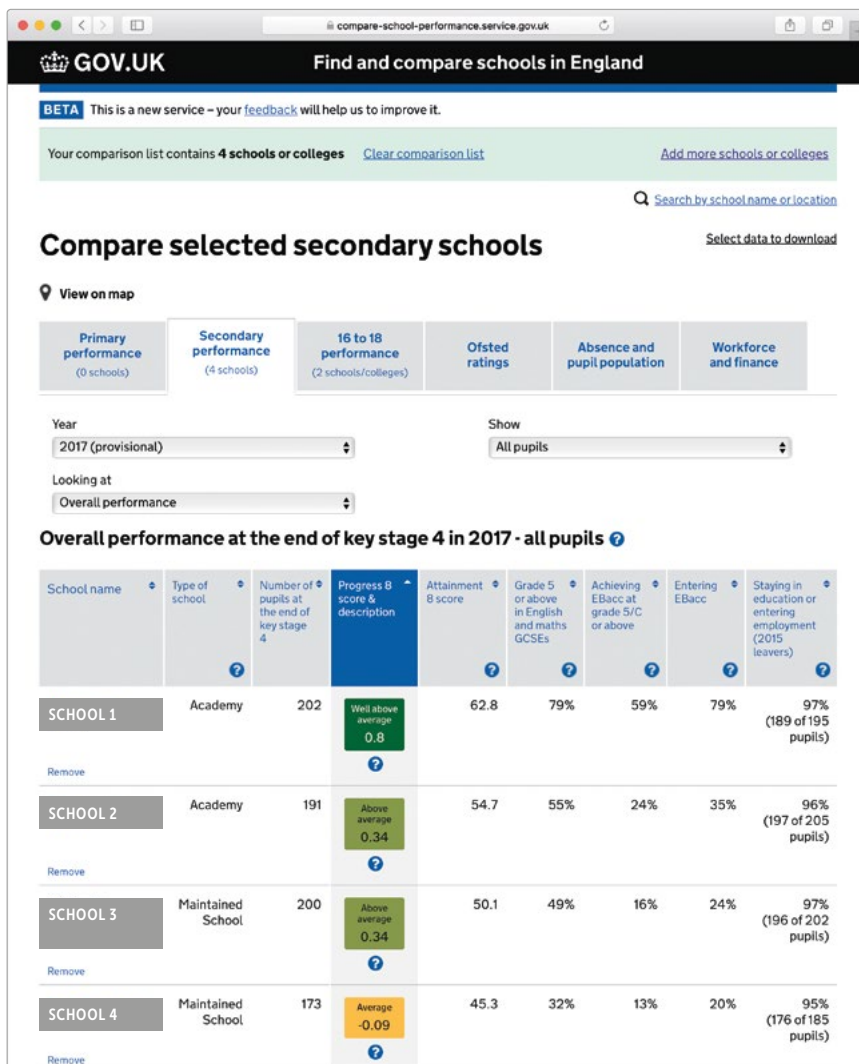 compare-school-performance.service.gov.uk
GOV.UK
Find and compare schools in England
BETA This is a new service – your feedback will help us to improve it.
Your comparison list contains 4 schools or colleges Clear comparison list Add more schools or colleges
Search by school name or location
Compare selected secondary schools
Select data to download
View on map
Primary
performance
(0 schools)
Secondary
performance
(4 schools)
16 to 18
performance
(2 schools/colleges)
Ofsted
ratings
Absence and
pupil population
Workforce
and finance
Year
2017 (provisional)
Show
All pupils
Looking at
Overall performance
Overall performance at the end of key stage 4 in 2017 - all pupils ?
School name
Type of
school
?
Number of
pupils at
the end of
key stage
4
Progress 8
score &
description
Attainment
8 score
?
Grade 5
or above
in English
and maths
GCSEs
?
Achieving
EBacc at
grade 5/C
or above
?
Entering
EBacc
?
Staying in
education or
entering
employment
(2015
leavers)
?
SCHOOL 1
Remove
Academy
202
Well above
average
0.8
?
62.8
79%
59%
79%
97%
(189 of 195
pupils)
SCHOOL 2
Remove
Academy
191
Above
average
0.34
?
54.7
55%
24%
35%
96%
(197 of 205
pupils)
SCHOOL 3
Remove
Maintained
School
200
Above
average
0.34
?
50.1
49%
16%
24%
97%
(196 of 202
pupils)
SCHOOL 4
Remove
Maintained
School
173
Average
-0.09
?
45.3
32%
13%
20%
95%
(176 of 185
pupils)